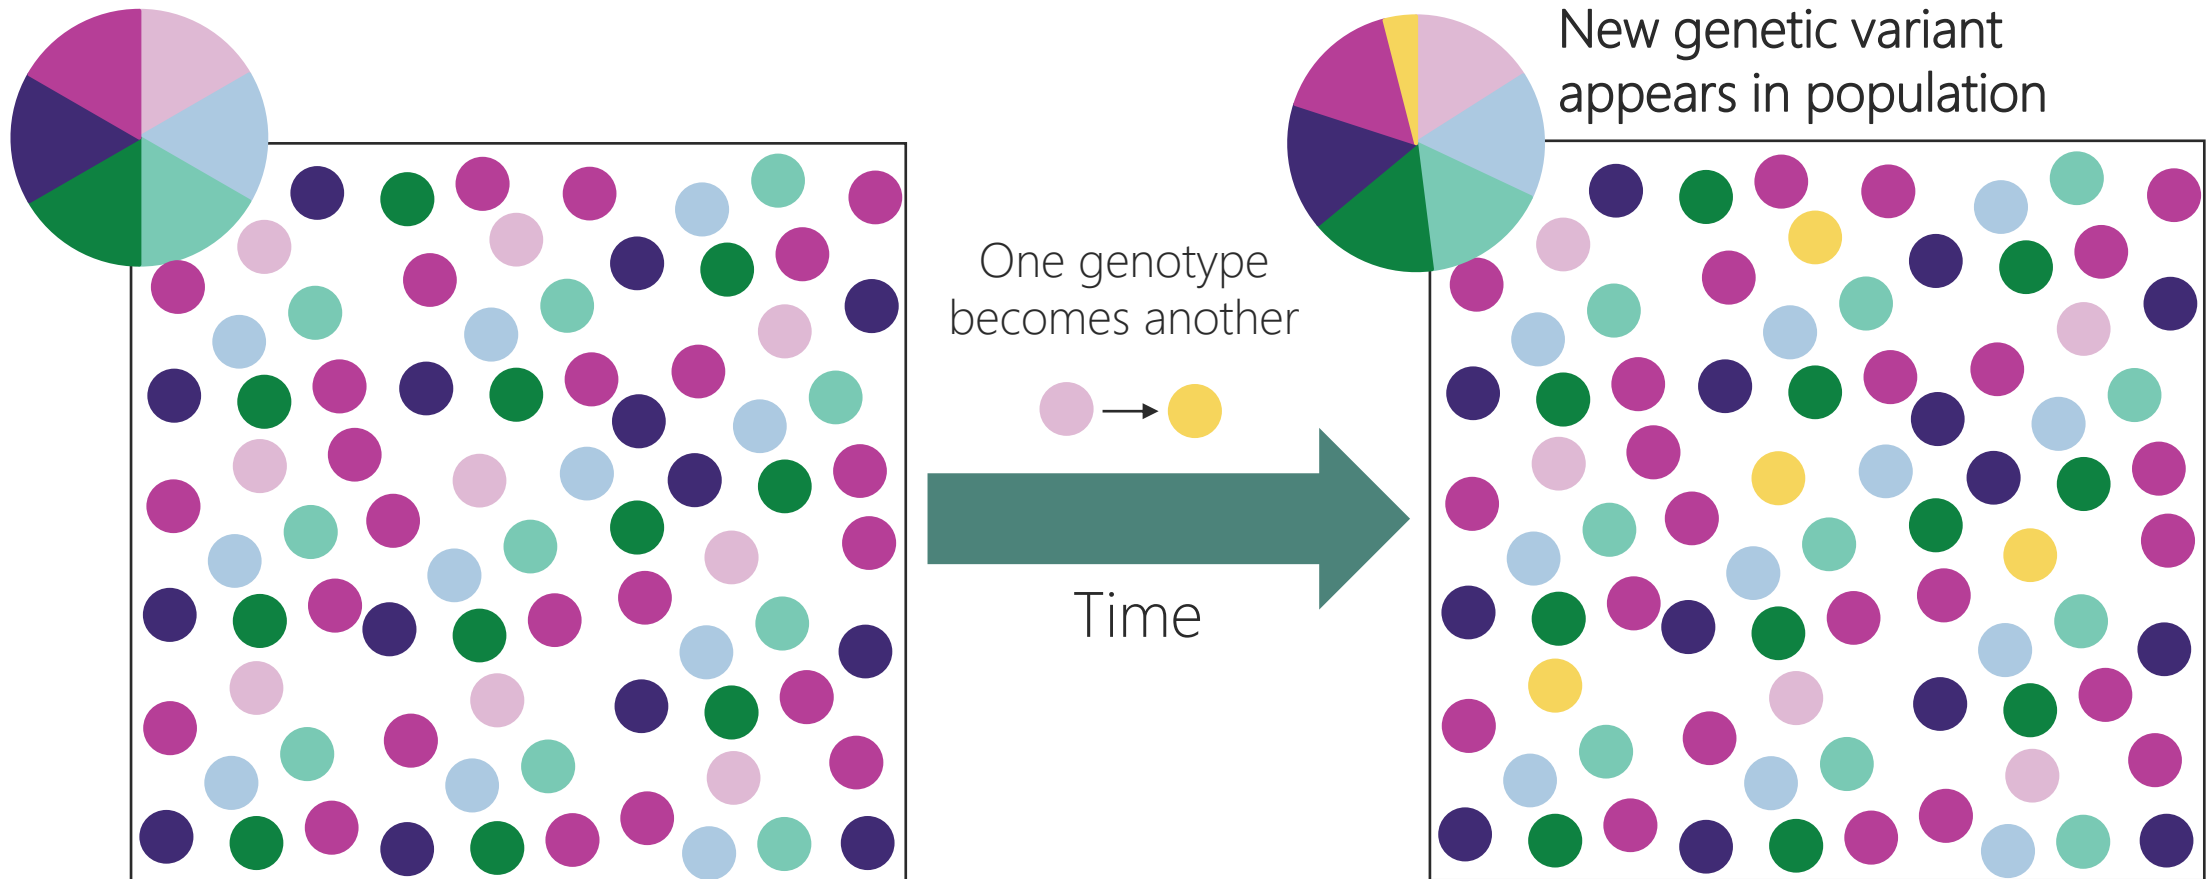 New genetic variant
appears in population
One genotype
becomes another
Time